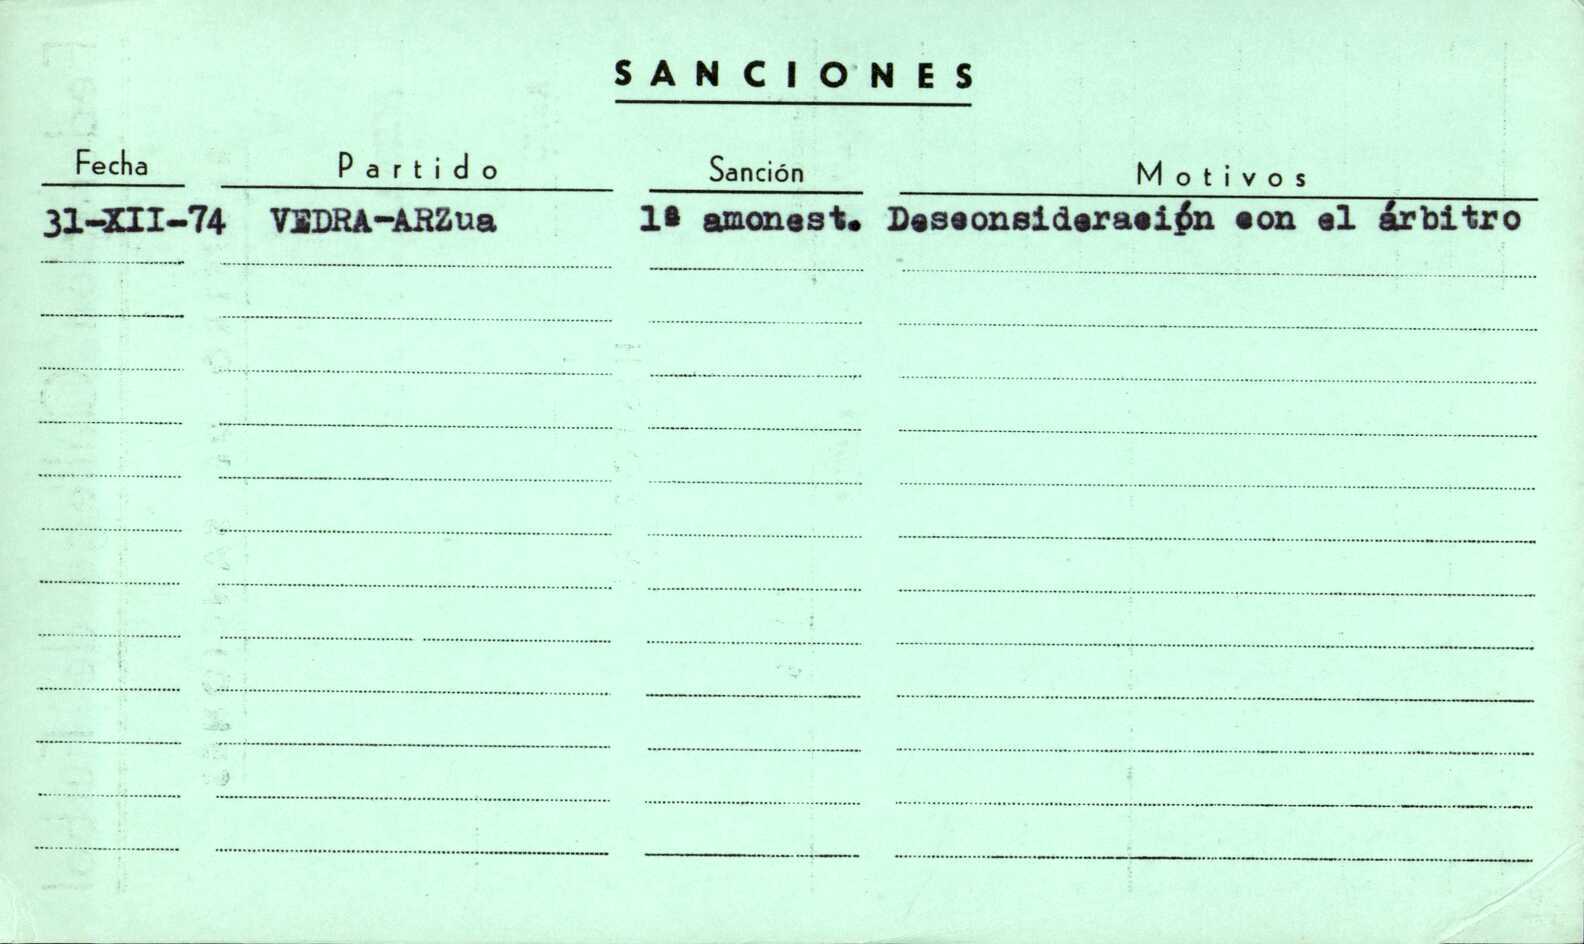 SANCIONES
Fecha Partido Sanción Motivos
31-XII-74 VEDRA-ARZua 1ª amonest. Desconsideración con el árbitro